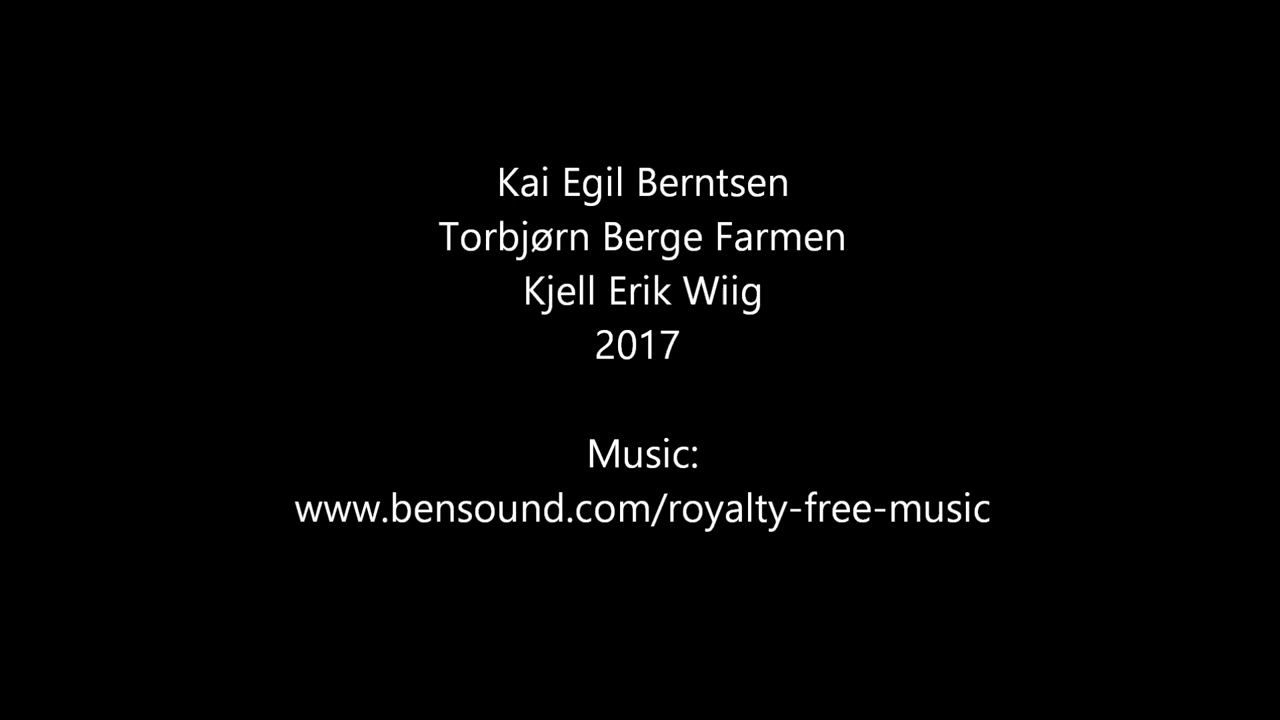 Kai Egil Berntsen
Torbjørn Berge Farmen
Kjell Erik Wiig
2017
Music:
www.bensound.com/royalty-free-music